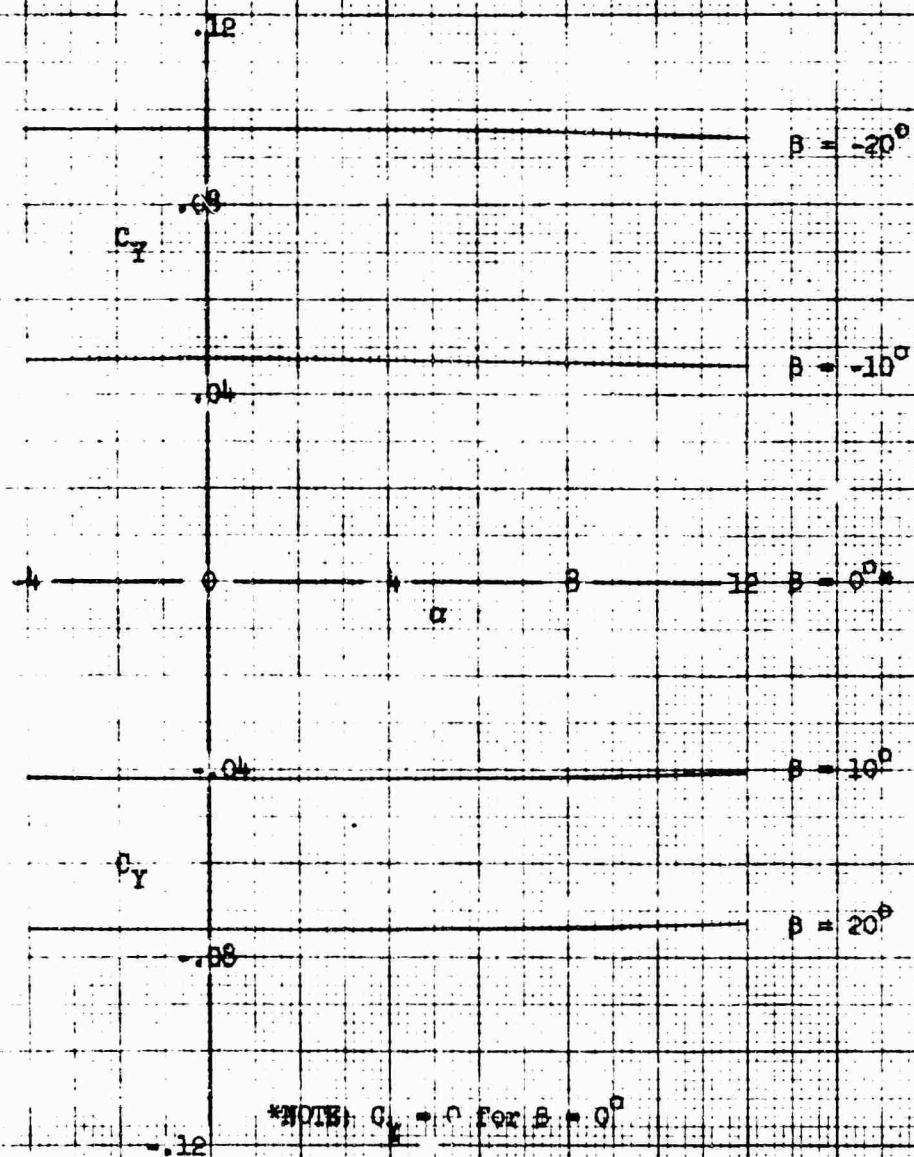 .12
β = -20°
.08
C_Y
β = -10°
.04
-4 0 4 8 12 β = 0°*
α
-.04 β = 10°
C_Y
β = 20°
-.08
*NOTE: C_Y = 0 for β = 0°
-.12